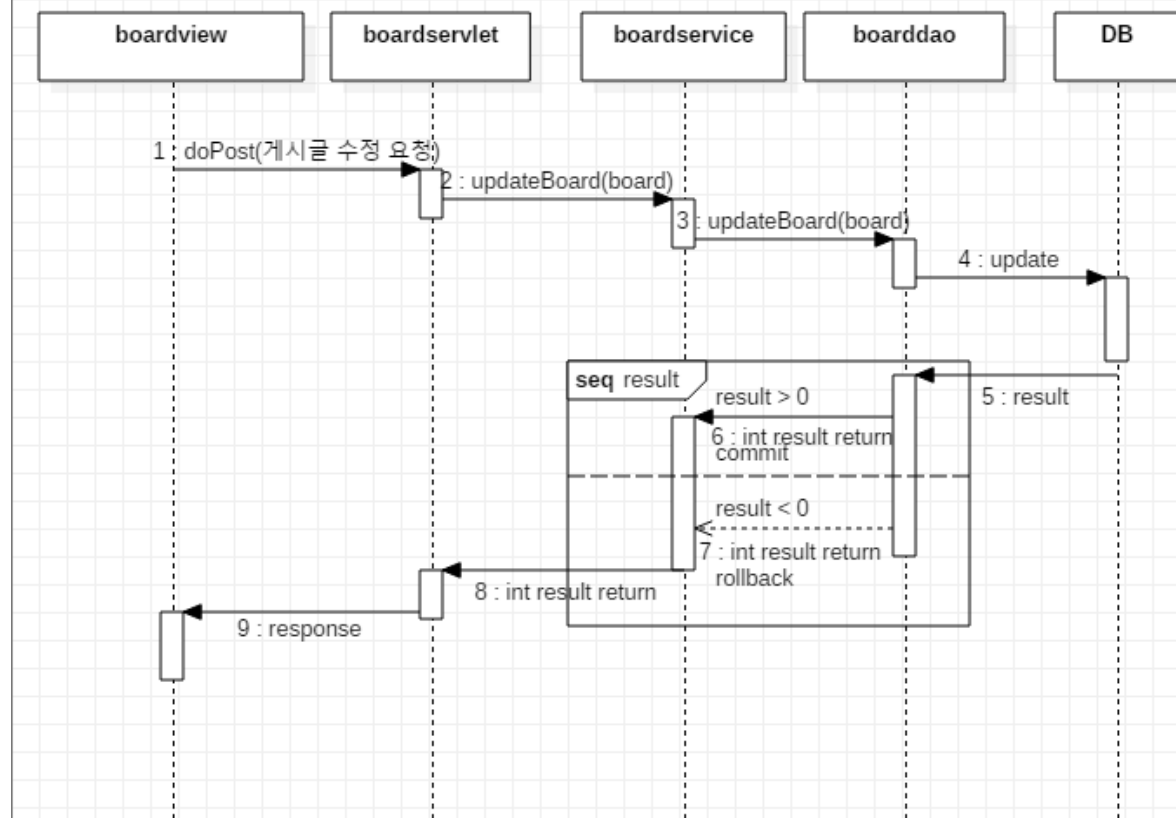 boardview
boardservlet
boardservice
boarddao
DB
1 : doPost(게시글 수정 요청)
2 : updateBoard(board)
3 : updateBoard(board)
4 : update
seq result
5 : result
result > 0
6 : int result return
commit
result < 0
7 : int result return
rollback
8 : int result return
9 : response